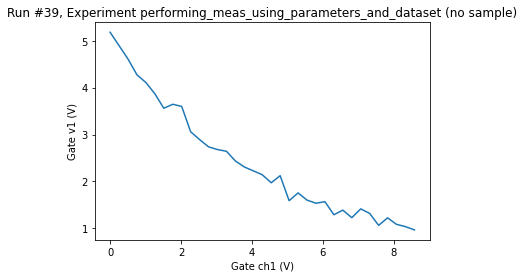 Run #39, Experiment performing_meas_using_parameters_and_dataset (no sample)
5
4
3
2
1
Gate v1 (V)
0 2 4 6 8
Gate ch1 (V)